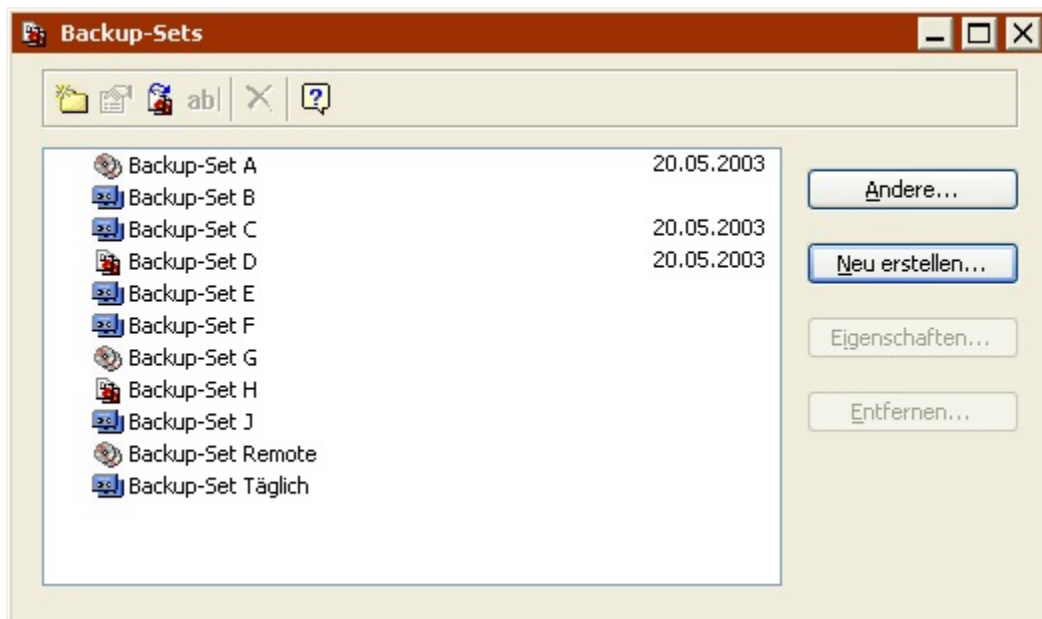 Backup-Sets
ab|
Backup-Set A 20.05.2003
Backup-Set B
Backup-Set C 20.05.2003
Backup-Set D 20.05.2003
Backup-Set E
Backup-Set F
Backup-Set G
Backup-Set H
Backup-Set J
Backup-Set Remote
Backup-Set Täglich
Andere...
Neu erstellen...
Eigenschaften...
Entfernen...